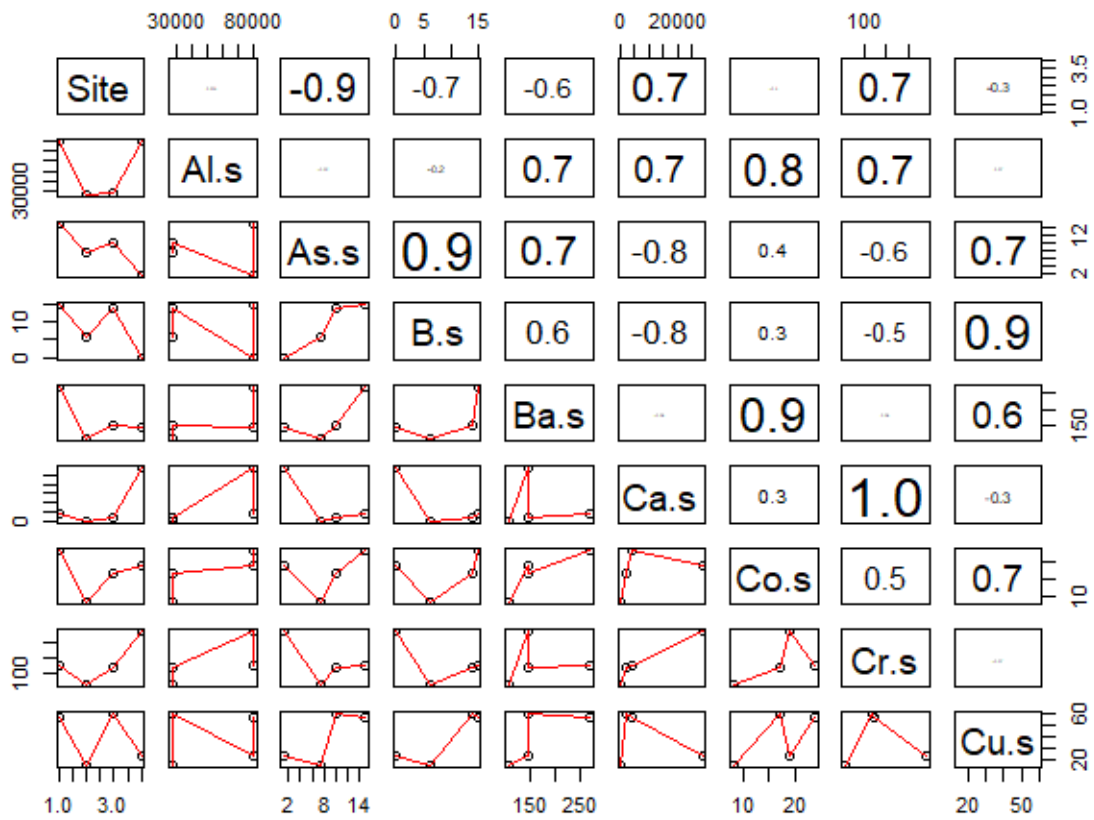 30000 80000 0 5 15 0 20000 100
Site -0.9 -0.7 -0.6 0.7 0.7 -0.3 1.0 3.5
30000 Al.s -0.2 0.7 0.7 0.8 0.7
As.s 0.9 0.7 -0.8 0.4 -0.6 0.7 2 12
0 10 B.s 0.6 -0.8 0.3 -0.5 0.9
Ba.s 0.9 0.6 150
0 Ca.s 0.3 1.0 -0.3
Co.s 0.5 0.7 10
100 Cr.s
Cu.s 20 60
1.0 3.0 2 8 14 150 250 10 20 20 50